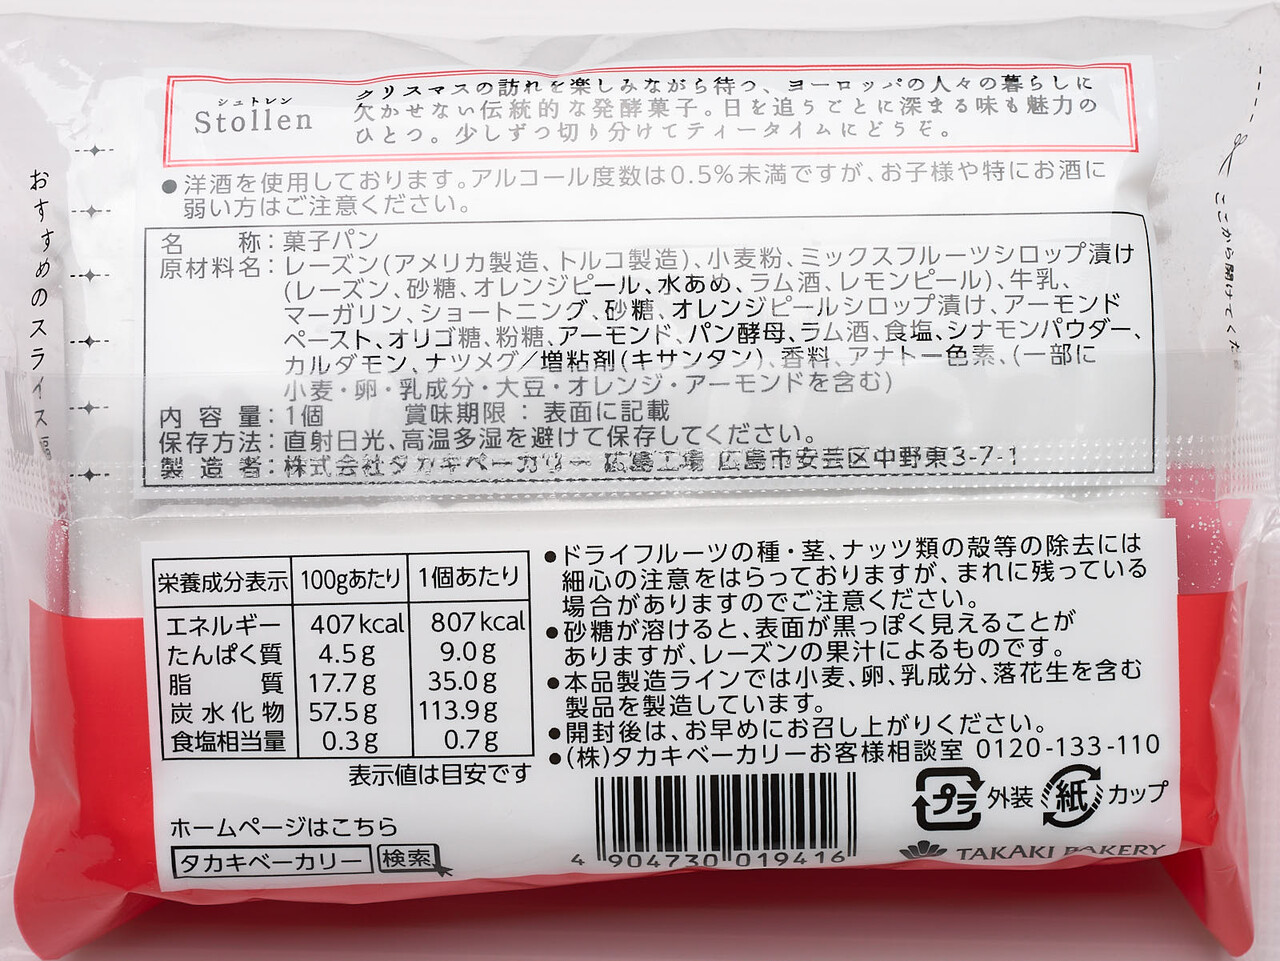 シュトレン
Stollen
クリスマスの訪れを楽しみながら待つ、ヨーロッパの人々の暮らしに
欠かせない伝統的な発酵菓子。日を追うごとに深まる味も魅力の
ひとつ。少しずつ切り分けてティータイムにどうぞ。
●洋酒を使用しております。アルコール度数は0.5%未満ですが、お子様や特にお酒に
弱い方はご注意ください。
名称:菓子パン
原材料名:レーズン(アメリカ製造、トルコ製造)、小麦粉、ミックスフルーツシロップ漬け
(レーズン、砂糖、オレンジピール、水あめ、ラム酒、レモンピール)、牛乳、
マーガリン、ショートニング、砂糖、オレンジピールシロップ漬け、アーモンド
ペースト、オリゴ糖、粉糖、アーモンド、パン酵母、ラム酒、食塩、シナモンパウダー、
カルダモン、ナツメグ/増粘剤(キサンタン)、香料、アナトー色素、(一部に
小麦・卵・乳成分・大豆・オレンジ・アーモンドを含む)
内容量:1個 賞味期限:表面に記載
保存方法:直射日光、高温多湿を避けて保存してください。
製造者:株式会社タカキベーカリー 広島工場 広島市安芸区中野東3-7-1
おすすめのスライス幅
ここから開けてくだ
栄養成分表示 100gあたり 1個あたり
エネルギー 407kcal 807kcal
たんぱく質 4.5g 9.0g
脂質 17.7g 35.0g
炭水化物 57.5g 113.9g
食塩相当量 0.3g 0.7g
表示値は目安です
ホームページはこちら
タカキベーカリー 検索
●ドライフルーツの種・茎、ナッツ類の殻等の除去には
細心の注意をはらっておりますが、まれに残っている
場合がありますのでご注意ください。
●砂糖が溶けると、表面が黒っぽく見えることが
ありますが、レーズンの果汁によるものです。
●本品製造ラインでは小麦、卵、乳成分、落花生を含む
製品を製造しています。
●開封後は、お早めにお召し上がりください。
●(株)タカキベーカリーお客様相談室 0120-133-110
プラ 外装 紙 カップ
4 904730 019416
TAKAKI BAKERY